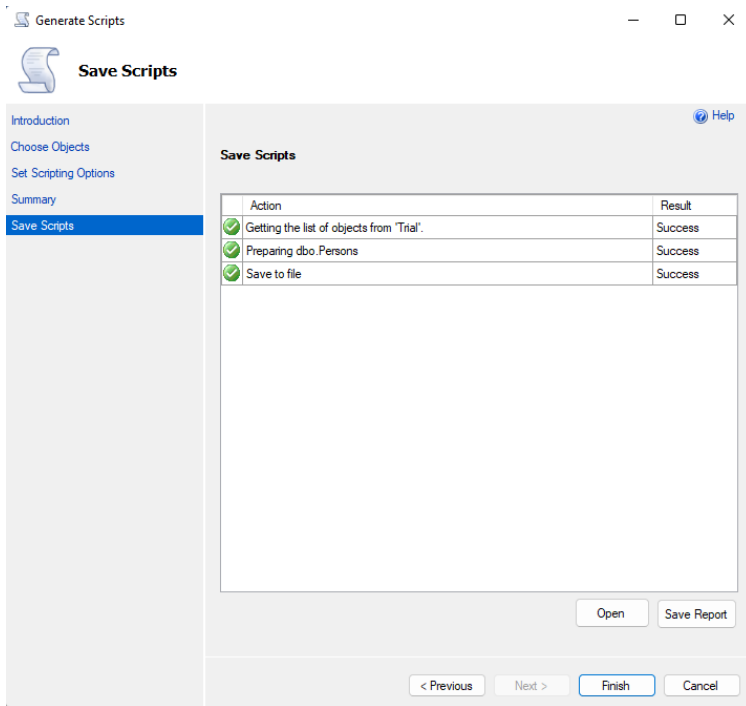 Generate Scripts
Save Scripts
Help
Introduction
Choose Objects
Set Scripting Options
Summary
Save Scripts
Save Scripts
Action Result
Getting the list of objects from 'Trial'. Success
Preparing dbo.Persons Success
Save to file Success
Open Save Report
< Previous Next > Finish Cancel